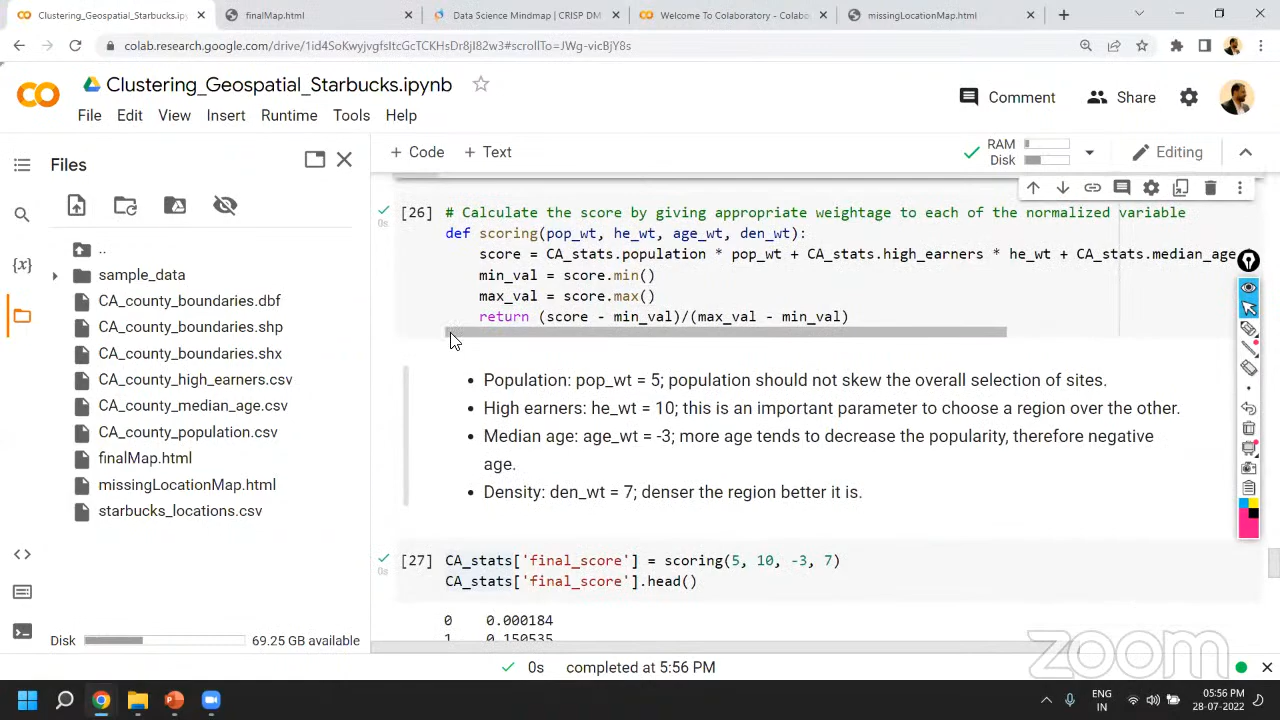 Clustering_Geospatial_Starbucks.ipynb
finalMap.html
Data Science Mindmap | CRISP DM
Welcome To Colaboratory - Colabo
missingLocationMap.html
colab.research.google.com/drive/1id4SoKwyjvgfsItcGcTCKHsDr8jI82w3#scrollTo=JWg-vicBjY8s
Clustering_Geospatial_Starbucks.ipynb
Comment
Share
File Edit View Insert Runtime Tools Help
Files
+ Code + Text
RAM
Disk
Editing
..
sample_data
CA_county_boundaries.dbf
CA_county_boundaries.shp
CA_county_boundaries.shx
CA_county_high_earners.csv
CA_county_median_age.csv
CA_county_population.csv
finalMap.html
missingLocationMap.html
starbucks_locations.csv
Disk 69.25 GB available
{x}
0s
[26] # Calculate the score by giving appropriate weightage to each of the normalized variable
def scoring(pop_wt, he_wt, age_wt, den_wt):
score = CA_stats.population * pop_wt + CA_stats.high_earners * he_wt + CA_stats.median_age
min_val = score.min()
max_val = score.max()
return (score - min_val)/(max_val - min_val)
• Population: pop_wt = 5; population should not skew the overall selection of sites.
• High earners: he_wt = 10; this is an important parameter to choose a region over the other.
• Median age: age_wt = -3; more age tends to decrease the popularity, therefore negative
age.
• Density: den_wt = 7; denser the region better it is.
0s
[27] CA_stats['final_score'] = scoring(5, 10, -3, 7)
CA_stats['final_score'].head()
0 0.000184
1 0.150535
zoom
0s completed at 5:56 PM
ENG
IN
05:56 PM
28-07-2022